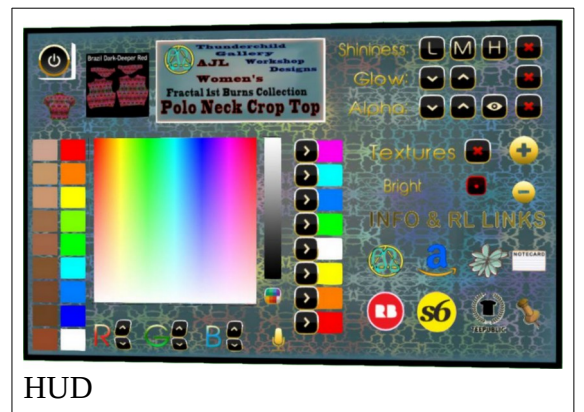 Brazil Dark-Deeper Red
Thunderchild
Gallery
AJL Workshop
Designs
Women's
Fractal 1st Burns Collection
Polo Neck Crop Top
Shininess: L M H
Glow:
Alpha:
Textures
Bright
INFO & RL LINKS
a
NOTECARD
RB
s6
TEEPUBLIC
R G B
HUD